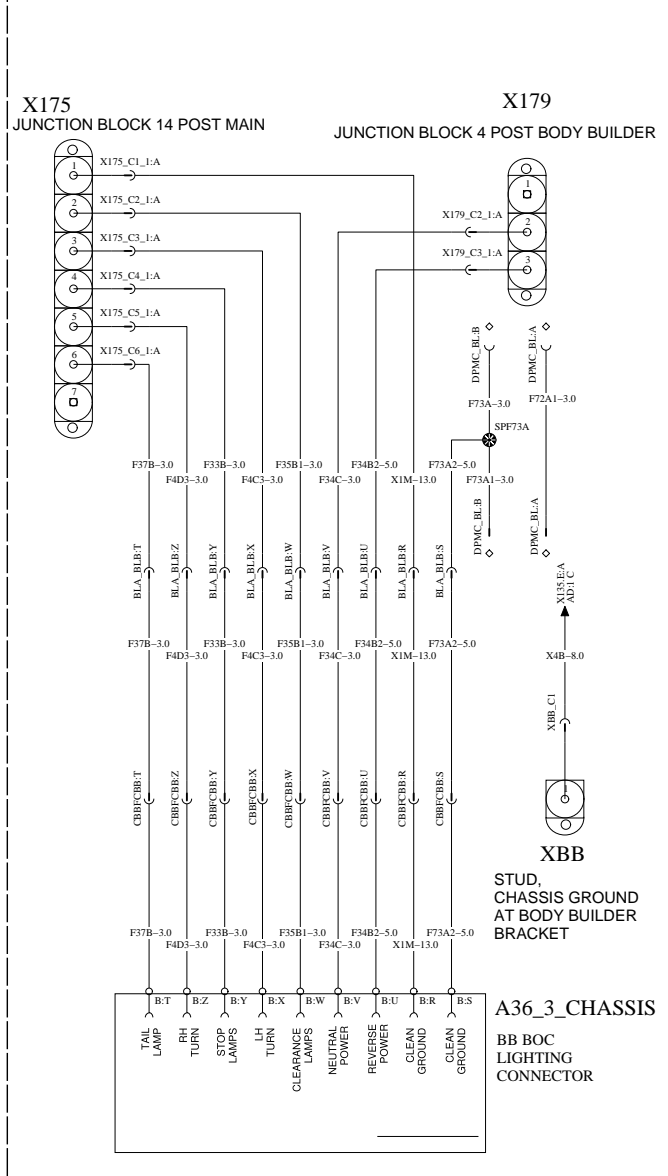 X175
JUNCTION BLOCK 14 POST MAIN
X179
JUNCTION BLOCK 4 POST BODY BUILDER
1
X175_C1_1:A
2
X175_C2_1:A
3
X175_C3_1:A
4
X175_C4_1:A
5
X175_C5_1:A
6
X175_C6_1:A
7
1
X179_C2_1:A
2
X179_C3_1:A
3
DPMC_BL:B
DPMC_BL:A
F73A-3.0
F72A1-3.0
SPF73A
F37B-3.0
F33B-3.0
F35B1-3.0
F34B2-5.0
F73A2-5.0
F4D3-3.0
F4C3-3.0
F34C-3.0
X1M-13.0
F73A1-3.0
DPMC_BL:B
DPMC_BL:A
BLA_BLB:T
BLA_BLB:Z
BLA_BLB:Y
BLA_BLB:X
BLA_BLB:W
BLA_BLB:V
BLA_BLB:U
BLA_BLB:R
BLA_BLB:S
X135.E:A
AD:1 C
F37B-3.0
F33B-3.0
F35B1-3.0
F34B2-5.0
F73A2-5.0
F4D3-3.0
F4C3-3.0
F34C-3.0
X1M-13.0
X4B-8.0
XBB_C1
CBBFCBB:T
CBBFCBB:Z
CBBFCBB:Y
CBBFCBB:X
CBBFCBB:W
CBBFCBB:V
CBBFCBB:U
CBBFCBB:R
CBBFCBB:S
1
XBB
STUD,
CHASSIS GROUND
AT BODY BUILDER
BRACKET
F37B-3.0
F33B-3.0
F35B1-3.0
F34B2-5.0
F73A2-5.0
F4D3-3.0
F4C3-3.0
F34C-3.0
X1M-13.0
B:T
B:Z
B:Y
B:X
B:W
B:V
B:U
B:R
B:S
TAIL
LAMP
RH
TURN
STOP
LAMPS
LH
TURN
CLEARANCE
LAMPS
NEUTRAL
POWER
REVERSE
POWER
CLEAN
GROUND
CLEAN
GROUND
A36_3_CHASSIS
BB BOC
LIGHTING
CONNECTOR